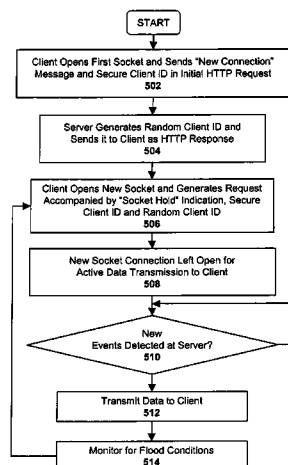 START
Client Opens First Socket and Sends "New Connection"
Message and Secure Client ID in Initial HTTP Request
502
Server Generates Random Client ID and
Sends it to Client as HTTP Response
504
Client Opens New Socket and Generates Request
Accompanied by "Socket Hold" Indication, Secure
Client ID and Random Client ID
506
New Socket Connection Left Open for
Active Data Transmission to Client
508
New
Events Detected at Server?
510
Transmit Data to Client
512
Monitor for Flood Conditions
514